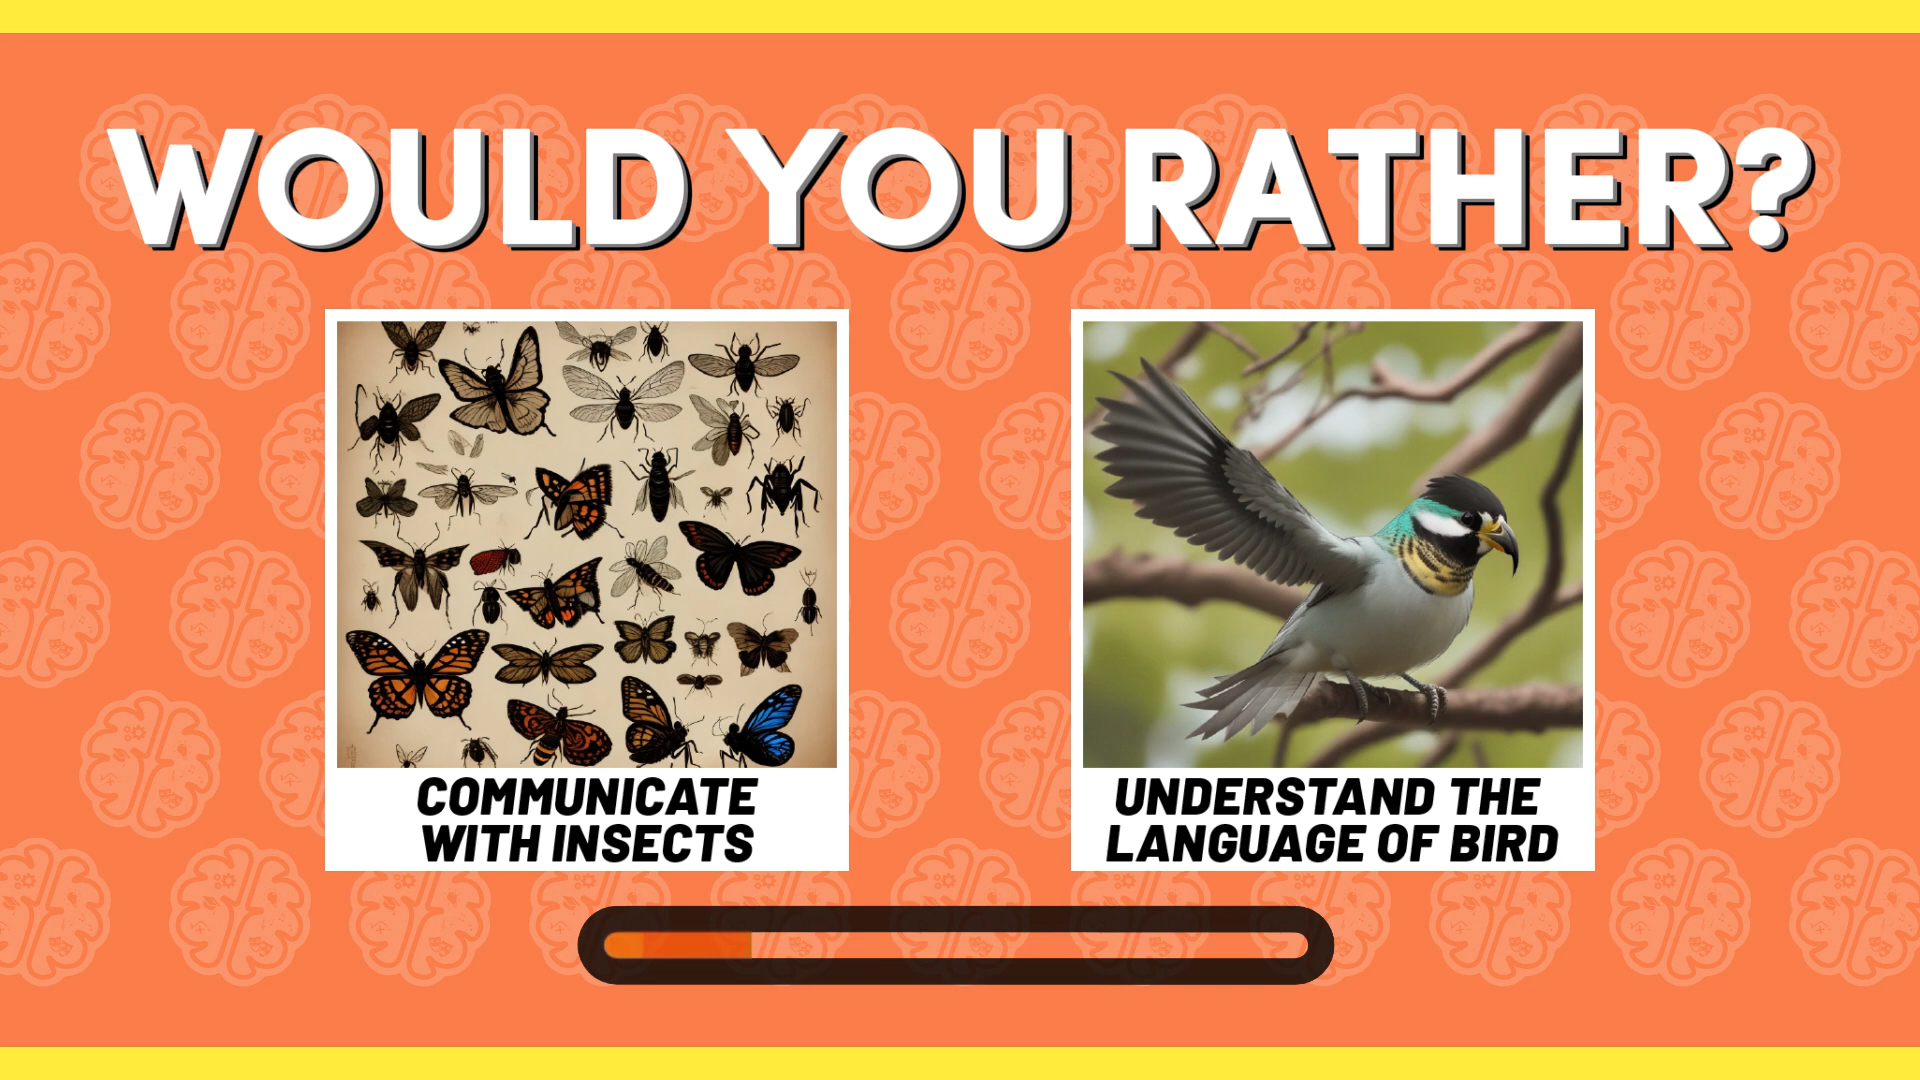 WOULD YOU RATHER?
COMMUNICATE
WITH INSECTS
UNDERSTAND THE
LANGUAGE OF BIRD